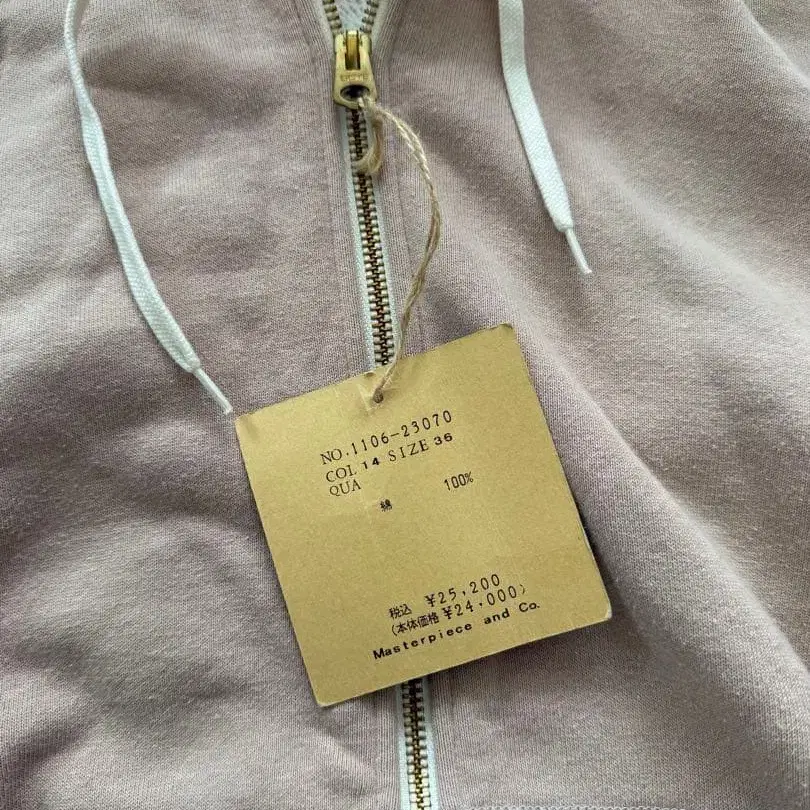 NO.1106-23070
COL 14 SIZE 36
QUA
綿 100%
税込 ¥25,200
(本体価格 ¥24,000)
Masterpiece and Co.